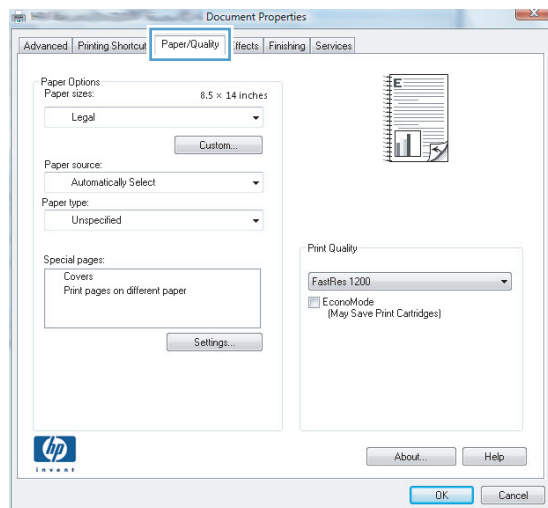 Document Properties
Advanced Printing Shortcut Paper/Quality ffects Finishing Services
Paper Options
Paper sizes: 8.5 × 14 inches
Legal
Custom...
Paper source:
Automatically Select
Paper type:
Unspecified
Special pages:
Covers
Print pages on different paper
Settings...
E
Print Quality
FastRes 1200
EconoMode
(May Save Print Cartridges)
hp
invent
About... Help
OK Cancel